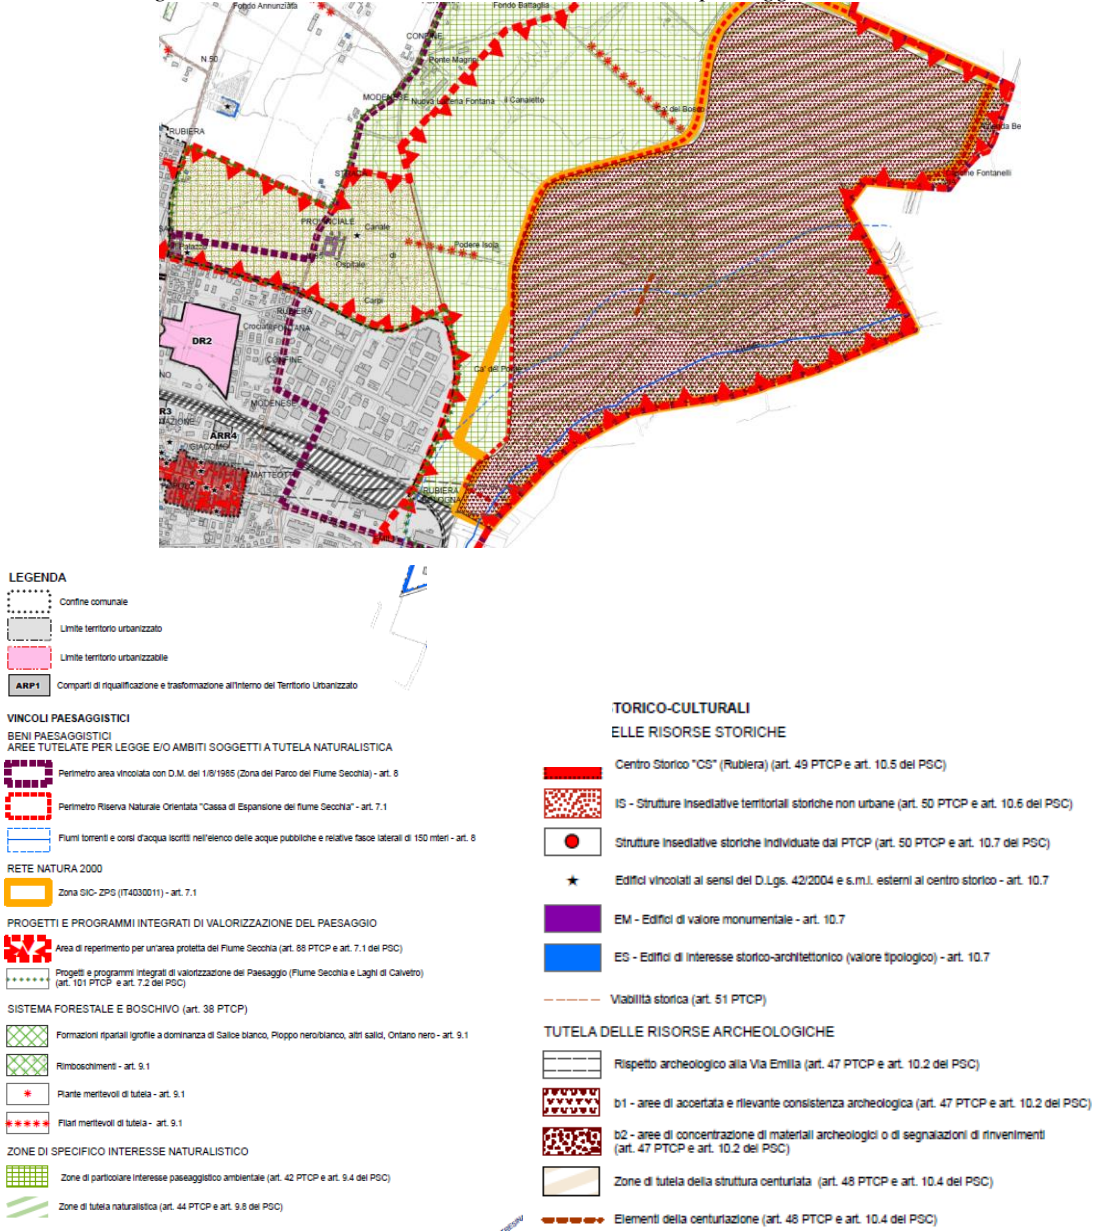 Fondo Annunziata
Fondo Battaglia
CONFINE
N.50
Ponte Magrin
MODENESE
Nuova Latteria Fontana
il Canaletto
Ca' del Bosco
RUBIERA
Fontanelli
PROVINCIALE
Canale
Palazzo
Podere Isola
di
Ospitale
Carpi
RUBIERA
Crociale
FONTANA
DR2
CONFINE
Ca' del Ponte
MODENESE
R3
ARR4
GIACOMO
MATTEOTTI
RUBIERA
LEGENDA
Confine comunale
Limite territorio urbanizzato
Limite territorio urbanizzabile
ARP1 Comparti di riqualificazione e trasformazione all'interno del Territorio Urbanizzato
VINCOLI PAESAGGISTICI
BENI PAESAGGISTICI
AREE TUTELATE PER LEGGE E/O AMBITI SOGGETTI A TUTELA NATURALISTICA
Perimetro area vincolata con D.M. del 1/8/1985 (Zona del Parco del Fiume Secchia) - art. 8
Perimetro Riserva Naturale Orientata "Cassa di Espansione del fiume Secchia" - art. 7.1
Fiumi torrenti e corsi d'acqua iscritti nell'elenco delle acque pubbliche e relative fasce laterali di 150 mteri - art. 8
RETE NATURA 2000
Zona SIC- ZPS (IT4030011) - art. 7.1
PROGETTI E PROGRAMMI INTEGRATI DI VALORIZZAZIONE DEL PAESAGGIO
Area di reperimento per un'area protetta del Fiume Secchia (art. 88 PTCP e art. 7.1 del PSC)
Progetti e programmi integrati di valorizzazione del Paesaggio (Fiume Secchia e Laghi di Calvetro)
(art. 101 PTCP e art. 7.2 del PSC)
SISTEMA FORESTALE E BOSCHIVO (art. 38 PTCP)
Formazioni ripariali igrofile a dominanza di Salice bianco, Pioppo nero/bianco, altri salici, Ontano nero - art. 9.1
Rimboschimenti - art. 9.1
Piante meritevoli di tutela - art. 9.1
Filari meritevoli di tutela - art. 9.1
ZONE DI SPECIFICO INTERESSE NATURALISTICO
Zone di particolare interesse paseaggistico ambientale (art. 42 PTCP e art. 9.4 del PSC)
Zone di tutela naturalistica (art. 44 PTCP e art. 9.8 del PSC)
TORICO-CULTURALI
ELLE RISORSE STORICHE
Centro Storico "CS" (Rubiera) (art. 49 PTCP e art. 10.5 del PSC)
IS - Strutture insediative territoriali storiche non urbane (art. 50 PTCP e art. 10.6 del PSC)
Strutture insediative storiche individuate dal PTCP (art. 50 PTCP e art. 10.7 del PSC)
Edifici vincolati ai sensi del D.Lgs. 42/2004 e s.m.i. esterni al centro storico - art. 10.7
EM - Edifici di valore monumentale - art. 10.7
ES - Edifici di interesse storico-architettonico (valore tipologico) - art. 10.7
Viabilità storica (art. 51 PTCP)
TUTELA DELLE RISORSE ARCHEOLOGICHE
Rispetto archeologico alla Via Emilia (art. 47 PTCP e art. 10.2 del PSC)
b1 - aree di accertata e rilevante consistenza archeologica (art. 47 PTCP e art. 10.2 del PSC)
b2 - aree di concentrazione di materiali archeologici o di segnalazioni di rinvenimenti
(art. 47 PTCP e art. 10.2 del PSC)
Zone di tutela della struttura centuriata (art. 48 PTCP e art. 10.4 del PSC)
Elementi della centuriazione (art. 48 PTCP e art. 10.4 del PSC)